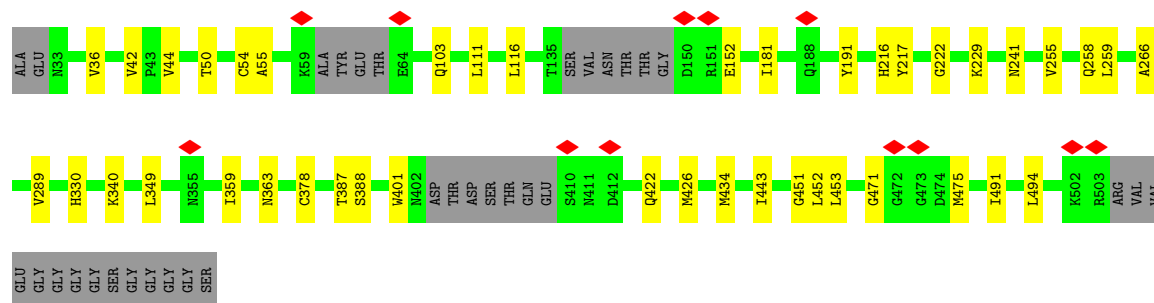 ALA GLU N33 V36 V42 P43 V44 T50 C54 A55 K59 ALA TYR GLU THR E64 Q103 L111 L116 T135 SER VAL ASN THR THR GLY D150 R151 E152 I181 Q188 Y191 H216 Y217 G222 K229 N241 V255 Q258 L259 A266
V289 H330 K340 L349 N355 I359 N363 C378 T387 S388 W401 N402 ASP THR ASP SER THR GLN GLU S410 N411 D412 Q422 M426 M434 I443 G451 L452 L453 G471 G472 G473 D474 M475 I491 L494 K502 R503 ARG VAL
GLU GLY GLY GLY GLY SER GLY GLY GLY GLY SER